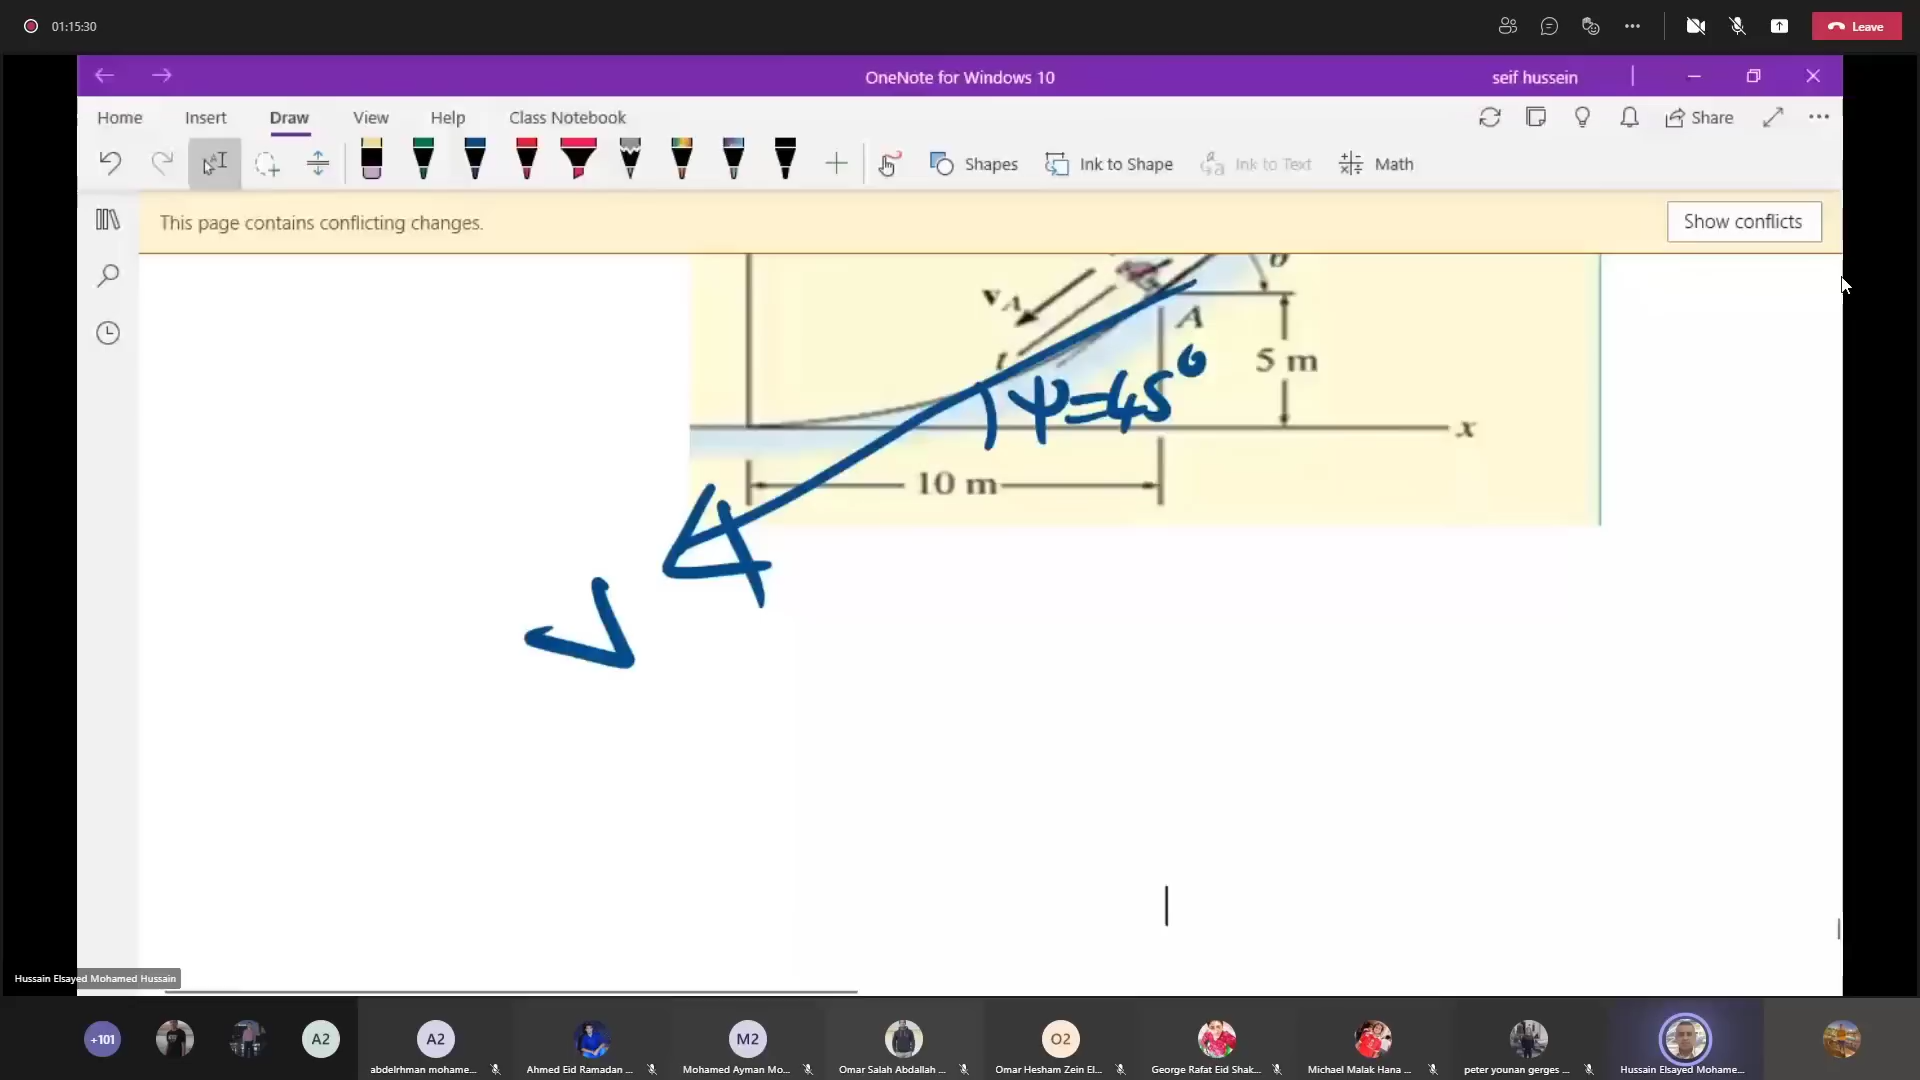 01:15:30
Leave
OneNote for Windows 10
seif hussein
Home
Insert
Draw
View
Help
Class Notebook
Share
Shapes
Ink to Shape
Ink to Text
Math
This page contains conflicting changes.
Show conflicts
θ
vA
A
t
5 m
ψ=45°
x
10 m
V
Hussain Elsayed Mohamed Hussain
+101
A2
A2
M2
O2
abdelrhman mohame...
Ahmed Eid Ramadan ...
Mohamed Ayman Mo...
Omar Salah Abdallah ...
Omar Hesham Zein El...
George Rafat Eid Shak...
Michael Malak Hana ...
peter younan gerges ...
Hussain Elsayed Mohame...